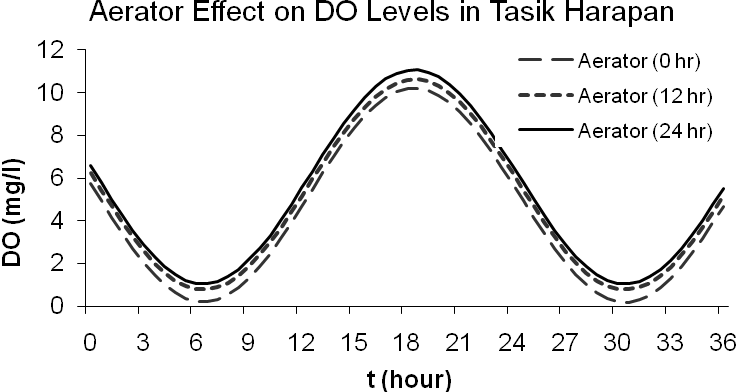 Aerator Effect on DO Levels in Tasik Harapan
12
10
8
6
4
2
0
DO (mg/l)
Aerator (0 hr)
Aerator (12 hr)
Aerator (24 hr)
0 3 6 9 12 15 18 21 24 27 30 33 36
t (hour)